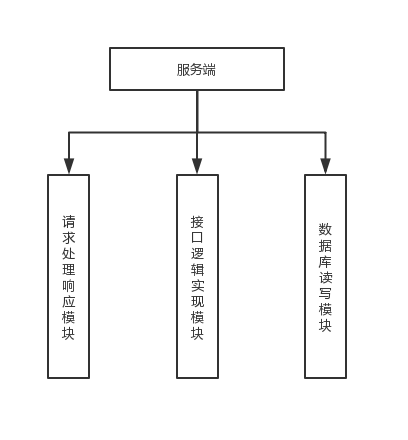 服务端
请求处理响应模块
接口逻辑实现模块
数据库读写模块